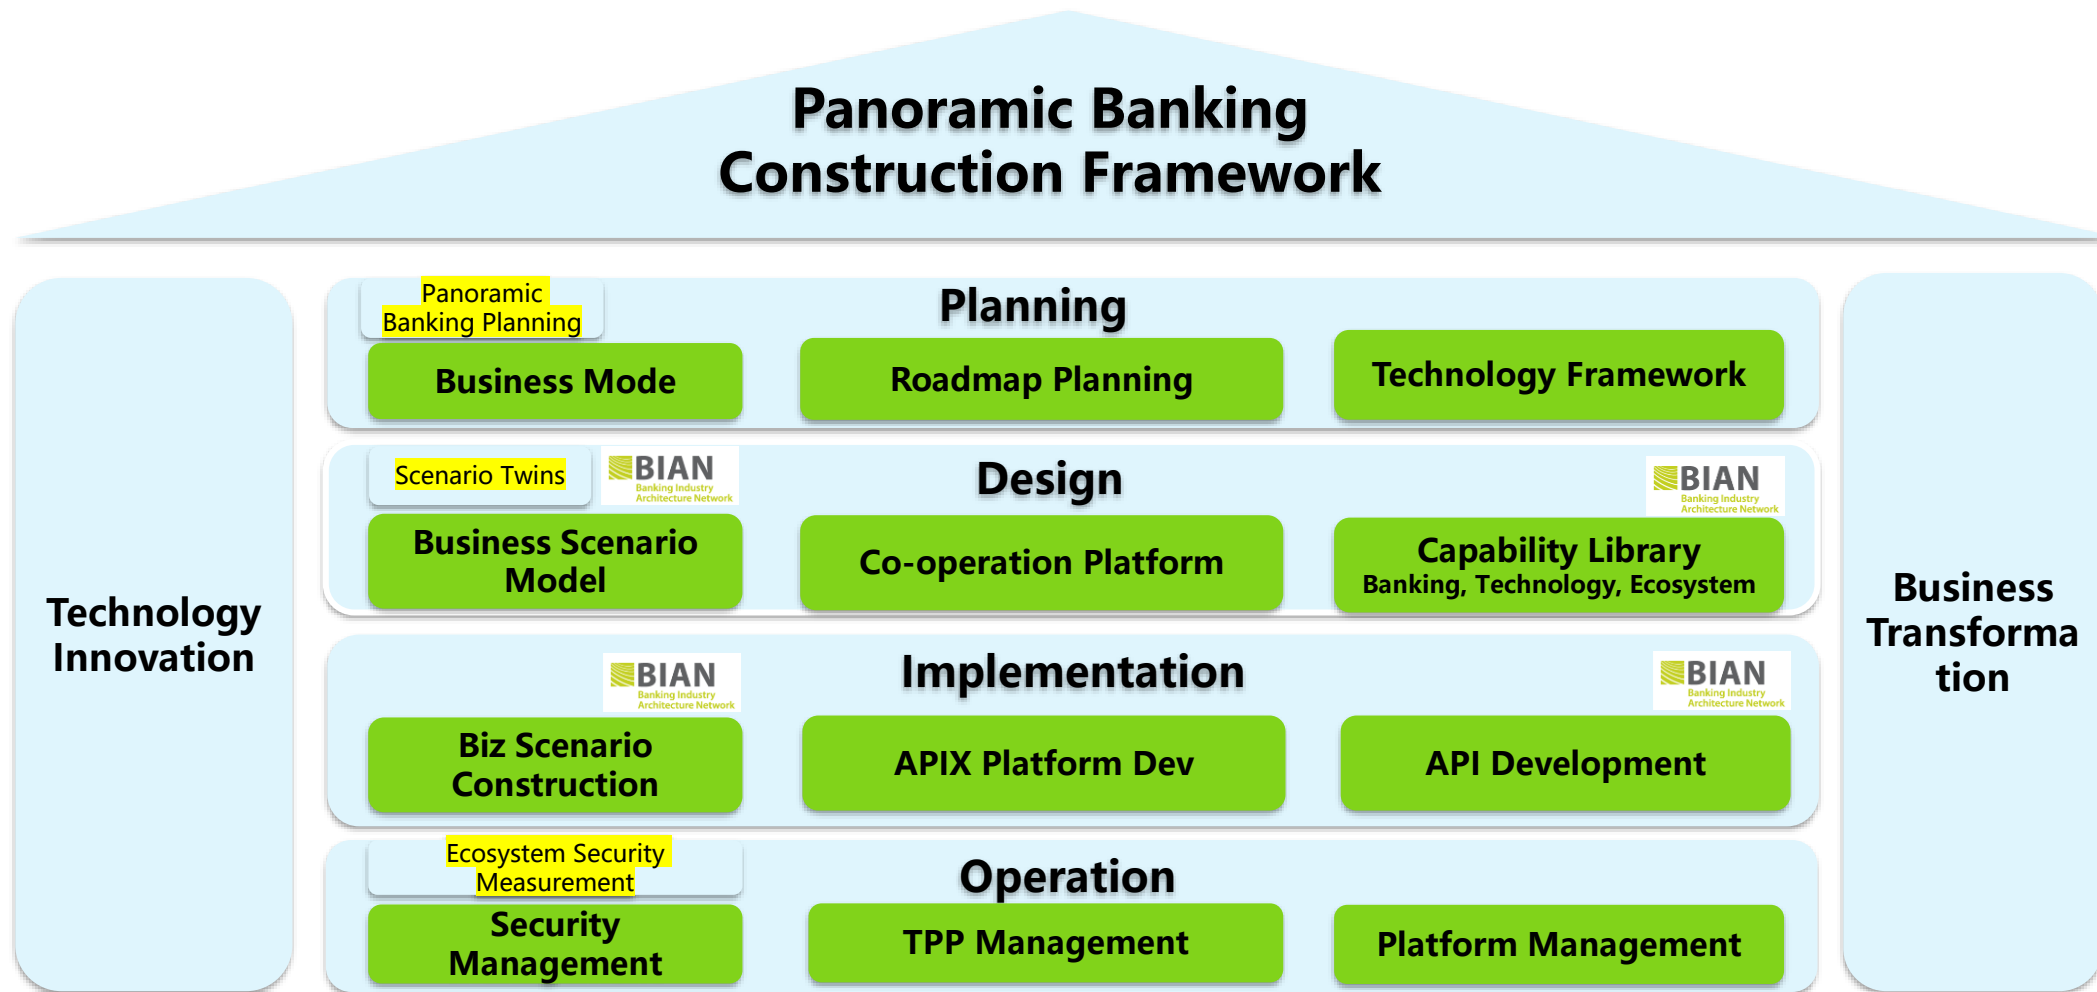 Panoramic Banking
Construction Framework
Technology
Innovation
Panoramic
Banking Planning
Planning
Business Mode
Roadmap Planning
Technology Framework
Scenario Twins
BIAN
Banking Industry
Architecture Network
Design
BIAN
Banking Industry
Architecture Network
Business Scenario
Model
Co-operation Platform
Capability Library
Banking, Technology, Ecosystem
BIAN
Banking Industry
Architecture Network
Implementation
BIAN
Banking Industry
Architecture Network
Biz Scenario
Construction
APIX Platform Dev
API Development
Ecosystem Security
Measurement
Operation
Security
Management
TPP Management
Platform Management
Business
Transforma
tion